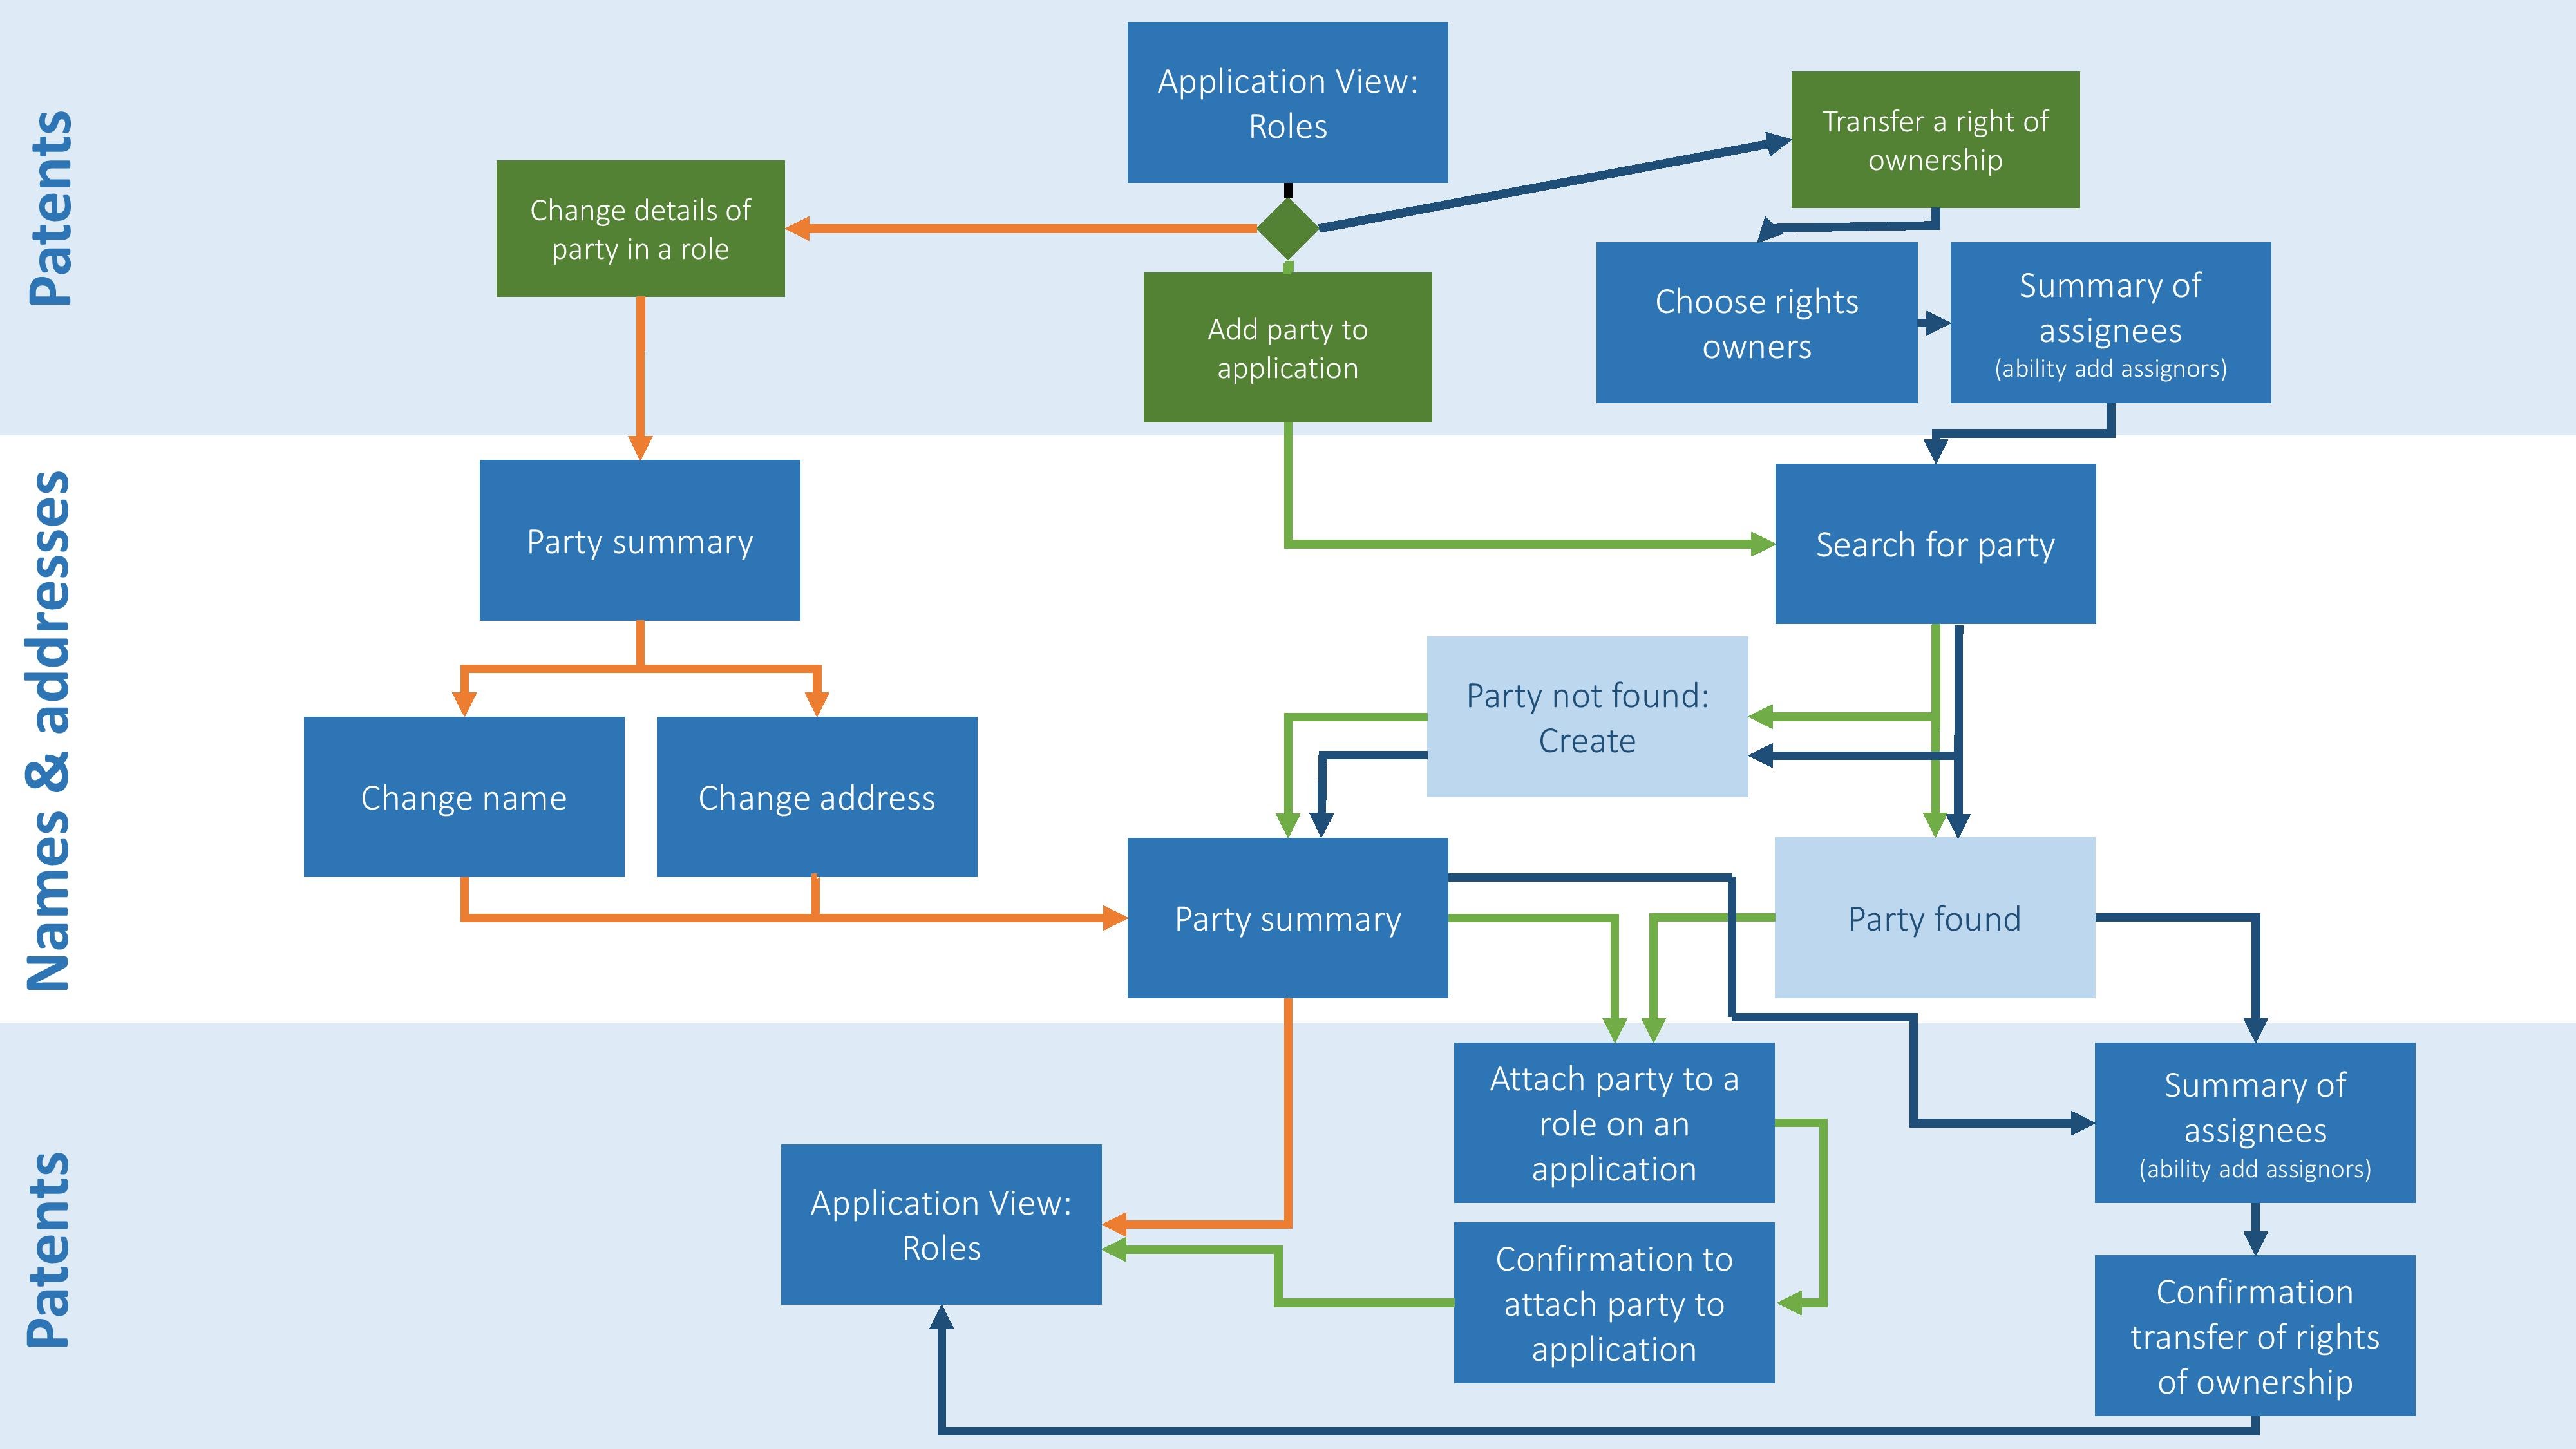 Patents
Application View:
Roles
Transfer a right of
ownership
Change details of
party in a role
Add party to
application
Choose rights
owners
Summary of
assignees
(ability add assignors)
Names & addresses
Party summary
Search for party
Party not found:
Create
Change name
Change address
Party summary
Party found
Patents
Attach party to a
role on an
application
Summary of
assignees
(ability add assignors)
Application View:
Roles
Confirmation to
attach party to
application
Confirmation
transfer of rights
of ownership